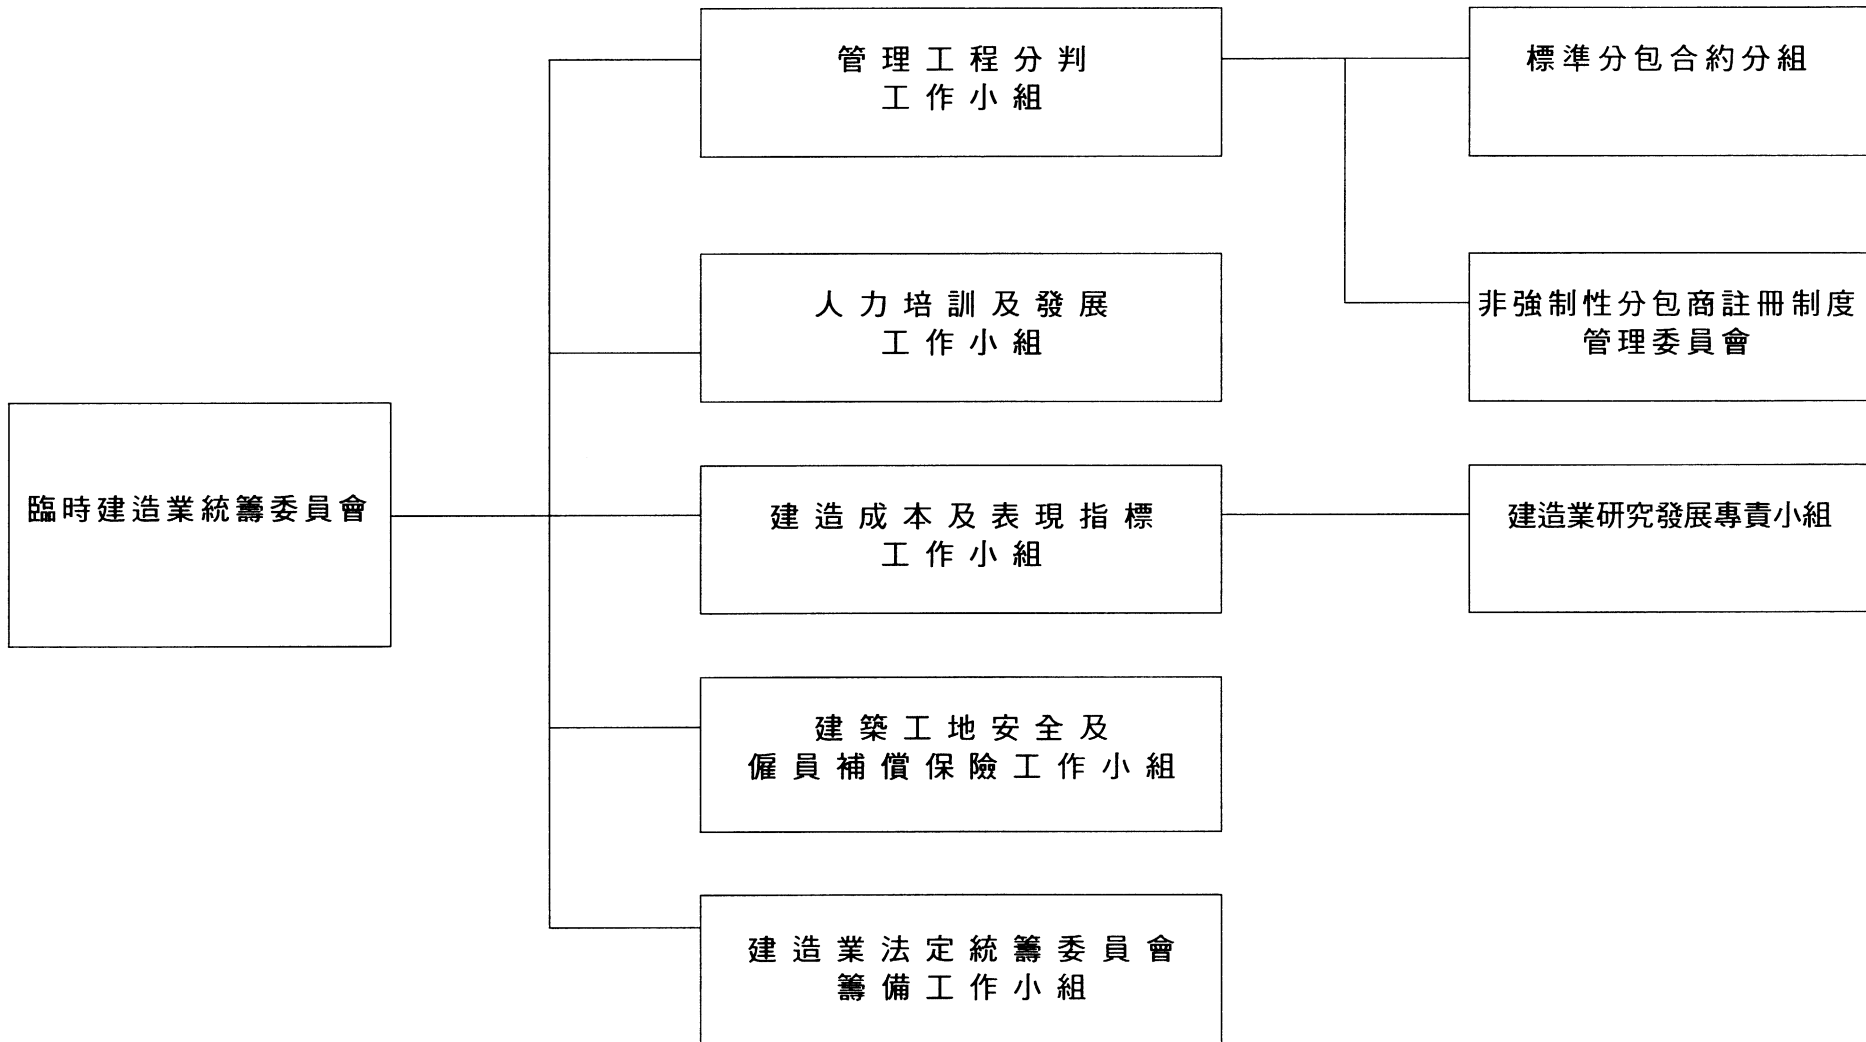 管理工程分判
工作小組
標準分包合約分組
人力培訓及發展
工作小組
非強制性分包商註冊制度
管理委員會
臨時建造業統籌委員會
建造成本及表現指標
工作小組
建造業研究發展專責小組
建築工地安全及
僱員補償保險工作小組
建造業法定統籌委員會
籌備工作小組